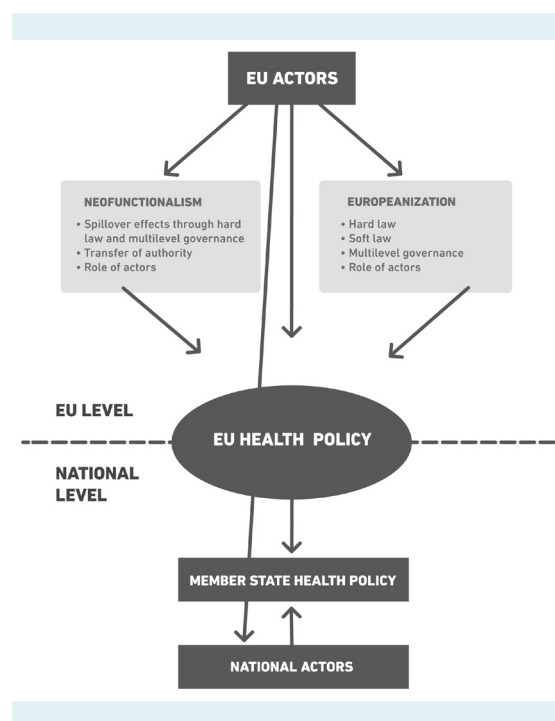 EU ACTORS
NEOFUNCTIONALISM
• Spillover effects through hard
law and multilevel governance
• Transfer of authority
• Role of actors
EUROPEANIZATION
• Hard law
• Soft law
• Multilevel governance
• Role of actors
EU LEVEL
EU HEALTH POLICY
NATIONAL
LEVEL
MEMBER STATE HEALTH POLICY
NATIONAL ACTORS